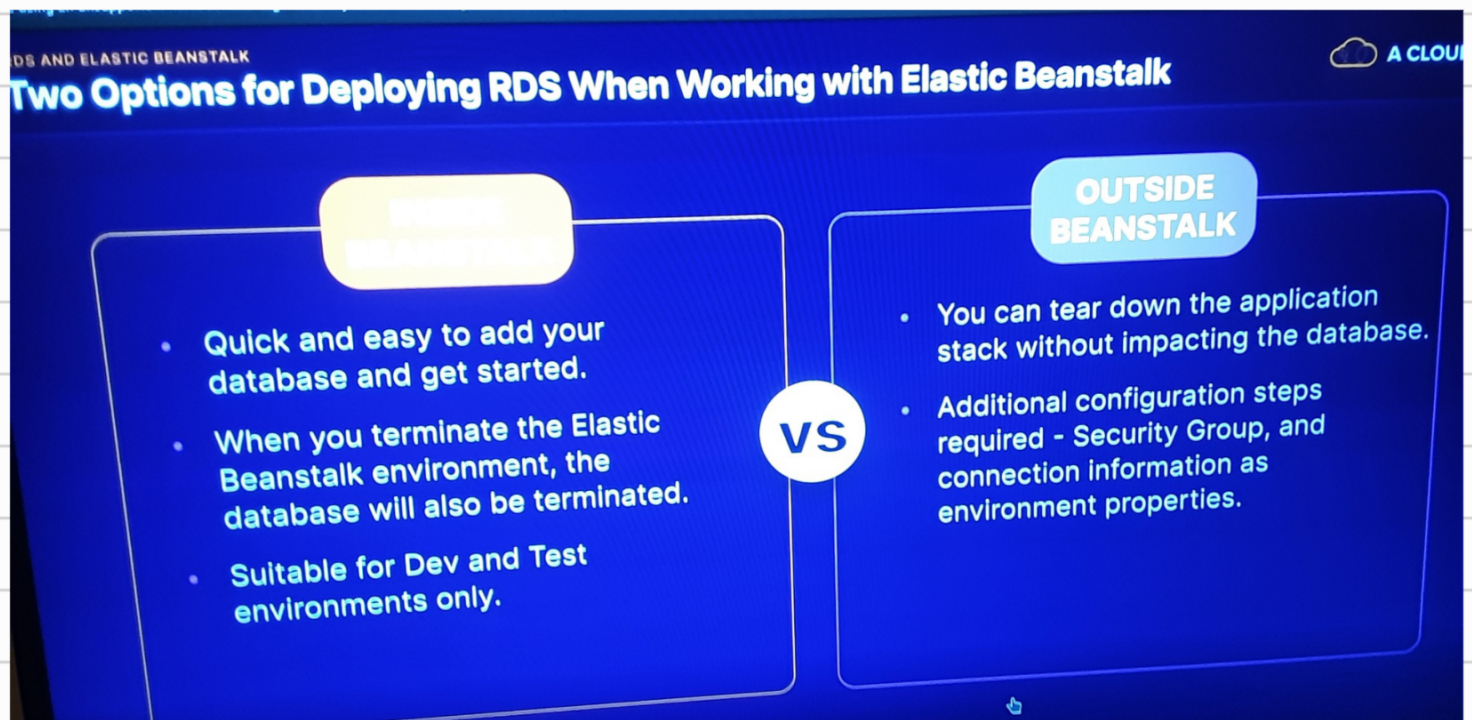 DS AND ELASTIC BEANSTALK
Two Options for Deploying RDS When Working with Elastic Beanstalk
A CLOU
Quick and easy to add your
database and get started.
When you terminate the Elastic
Beanstalk environment, the
database will also be terminated.
Suitable for Dev and Test
environments only.
VS
OUTSIDE
BEANSTALK
You can tear down the application
stack without impacting the database.
Additional configuration steps
required - Security Group, and
connection information as
environment properties.